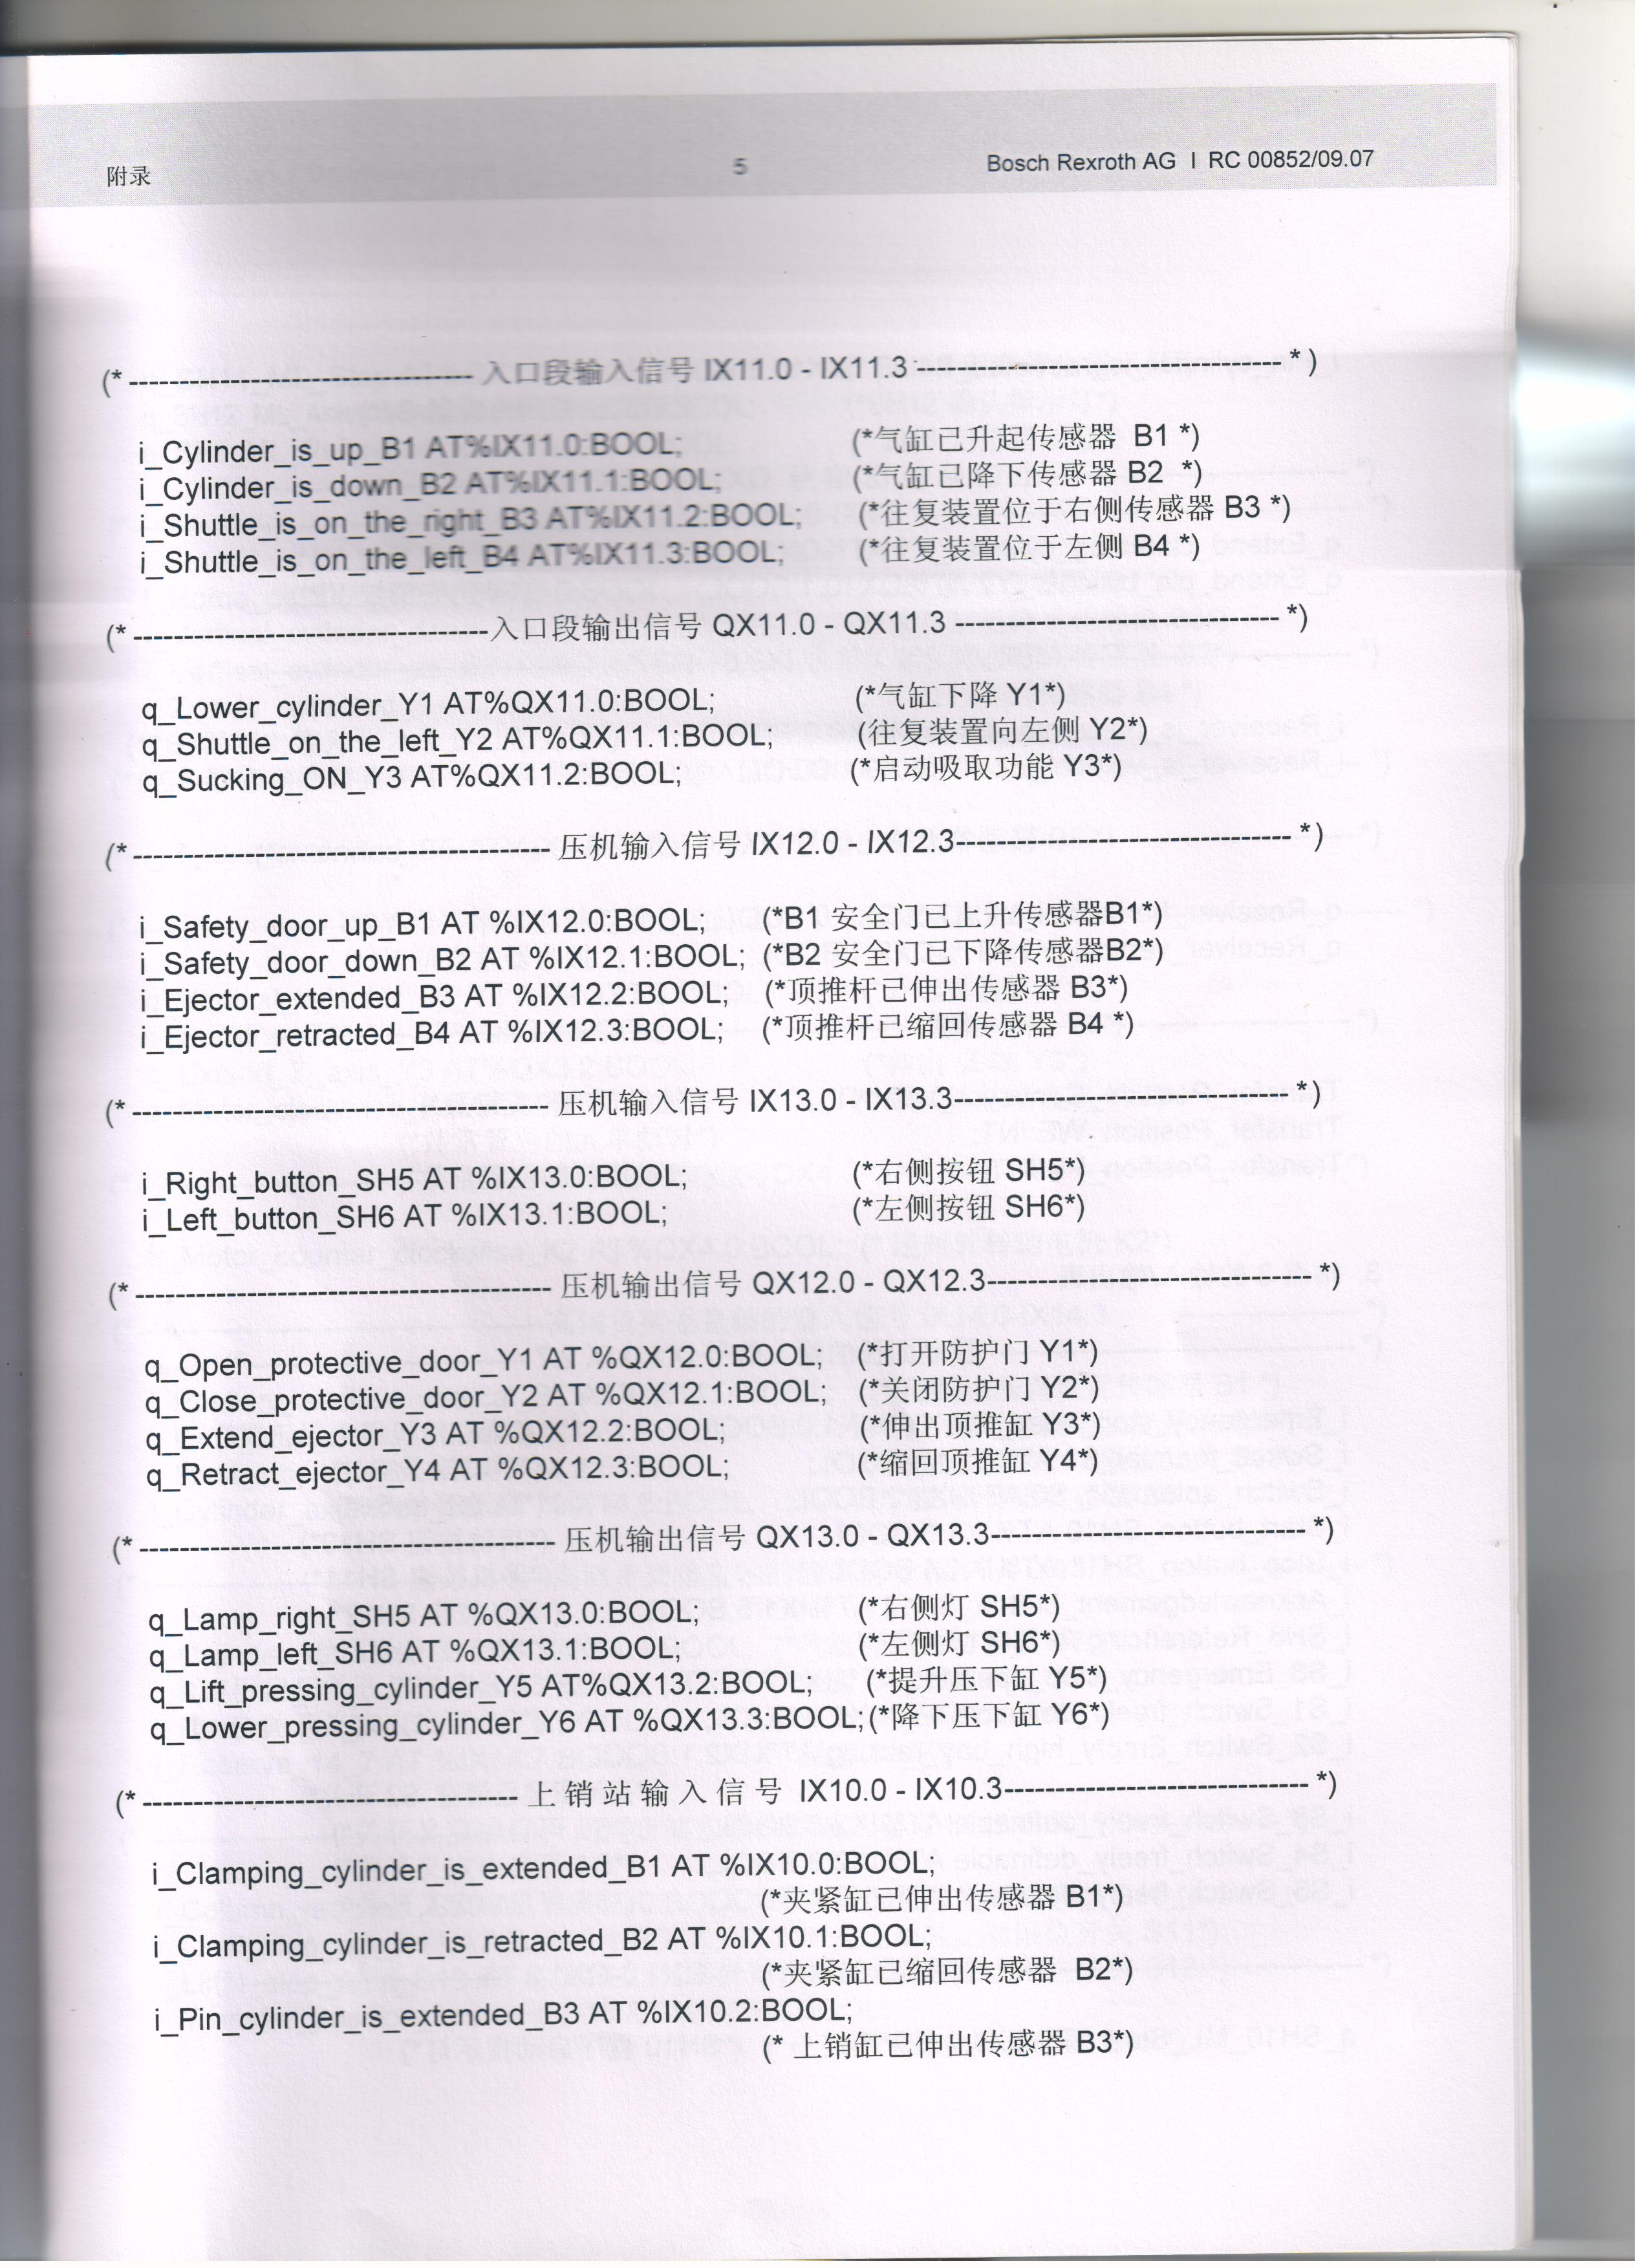 附录 5 Bosch Rexroth AG I RC 00852/09.07
(* ---------------------------------- 入口段输入信号 IX11.0 - IX11.3 ------------------------------------ *)
i_Cylinder_is_up_B1 AT%IX11.0:BOOL; (*气缸已升起传感器 B1 *)
i_Cylinder_is_down_B2 AT%IX11.1:BOOL; (*气缸已降下传感器 B2 *)
i_Shuttle_is_on_the_right_B3 AT%IX11.2:BOOL; (*往复装置位于右侧传感器 B3 *)
i_Shuttle_is_on_the_left_B4 AT%IX11.3:BOOL; (*往复装置位于左侧 B4 *)
(* -----------------------------------入口段输出信号 QX11.0 - QX11.3 -------------------------------- *)
q_Lower_cylinder_Y1 AT%QX11.0:BOOL; (*气缸下降 Y1*)
q_Shuttle_on_the_left_Y2 AT%QX11.1:BOOL; (往复装置向左侧 Y2*)
q_Sucking_ON_Y3 AT%QX11.2:BOOL; (*启动吸取功能 Y3*)
(* ----------------------------------------- 压机输入信号 IX12.0 - IX12.3--------------------------------- *)
i_Safety_door_up_B1 AT %IX12.0:BOOL; (*B1 安全门已上升传感器B1*)
i_Safety_door_down_B2 AT %IX12.1:BOOL; (*B2 安全门已下降传感器B2*)
i_Ejector_extended_B3 AT %IX12.2:BOOL; (*顶推杆已伸出传感器 B3*)
i_Ejector_retracted_B4 AT %IX12.3:BOOL; (*顶推杆已缩回传感器 B4 *)
(* ----------------------------------------- 压机输入信号 IX13.0 - IX13.3--------------------------------- *)
i_Right_button_SH5 AT %IX13.0:BOOL; (*右侧按钮 SH5*)
i_Left_button_SH6 AT %IX13.1:BOOL; (*左侧按钮 SH6*)
(* ----------------------------------------- 压机输出信号 QX12.0 - QX12.3-------------------------------- *)
q_Open_protective_door_Y1 AT %QX12.0:BOOL; (*打开防护门 Y1*)
q_Close_protective_door_Y2 AT %QX12.1:BOOL; (*关闭防护门 Y2*)
q_Extend_ejector_Y3 AT %QX12.2:BOOL; (*伸出顶推缸 Y3*)
q_Retract_ejector_Y4 AT %QX12.3:BOOL; (*缩回顶推缸 Y4*)
(* ----------------------------------------- 压机输出信号 QX13.0 - QX13.3------------------------------- *)
q_Lamp_right_SH5 AT %QX13.0:BOOL; (*右侧灯 SH5*)
q_Lamp_left_SH6 AT %QX13.1:BOOL; (*左侧灯 SH6*)
q_Lift_pressing_cylinder_Y5 AT%QX13.2:BOOL; (*提升压下缸 Y5*)
q_Lower_pressing_cylinder_Y6 AT %QX13.3:BOOL;(*降下压下缸 Y6*)
(* ------------------------------------- 上 销 站 输 入 信 号 IX10.0 - IX10.3------------------------------ *)
i_Clamping_cylinder_is_extended_B1 AT %IX10.0:BOOL;
(*夹紧缸已伸出传感器 B1*)
i_Clamping_cylinder_is_retracted_B2 AT %IX10.1:BOOL;
(*夹紧缸已缩回传感器 B2*)
i_Pin_cylinder_is_extended_B3 AT %IX10.2:BOOL;
(* 上销缸已伸出传感器 B3*)